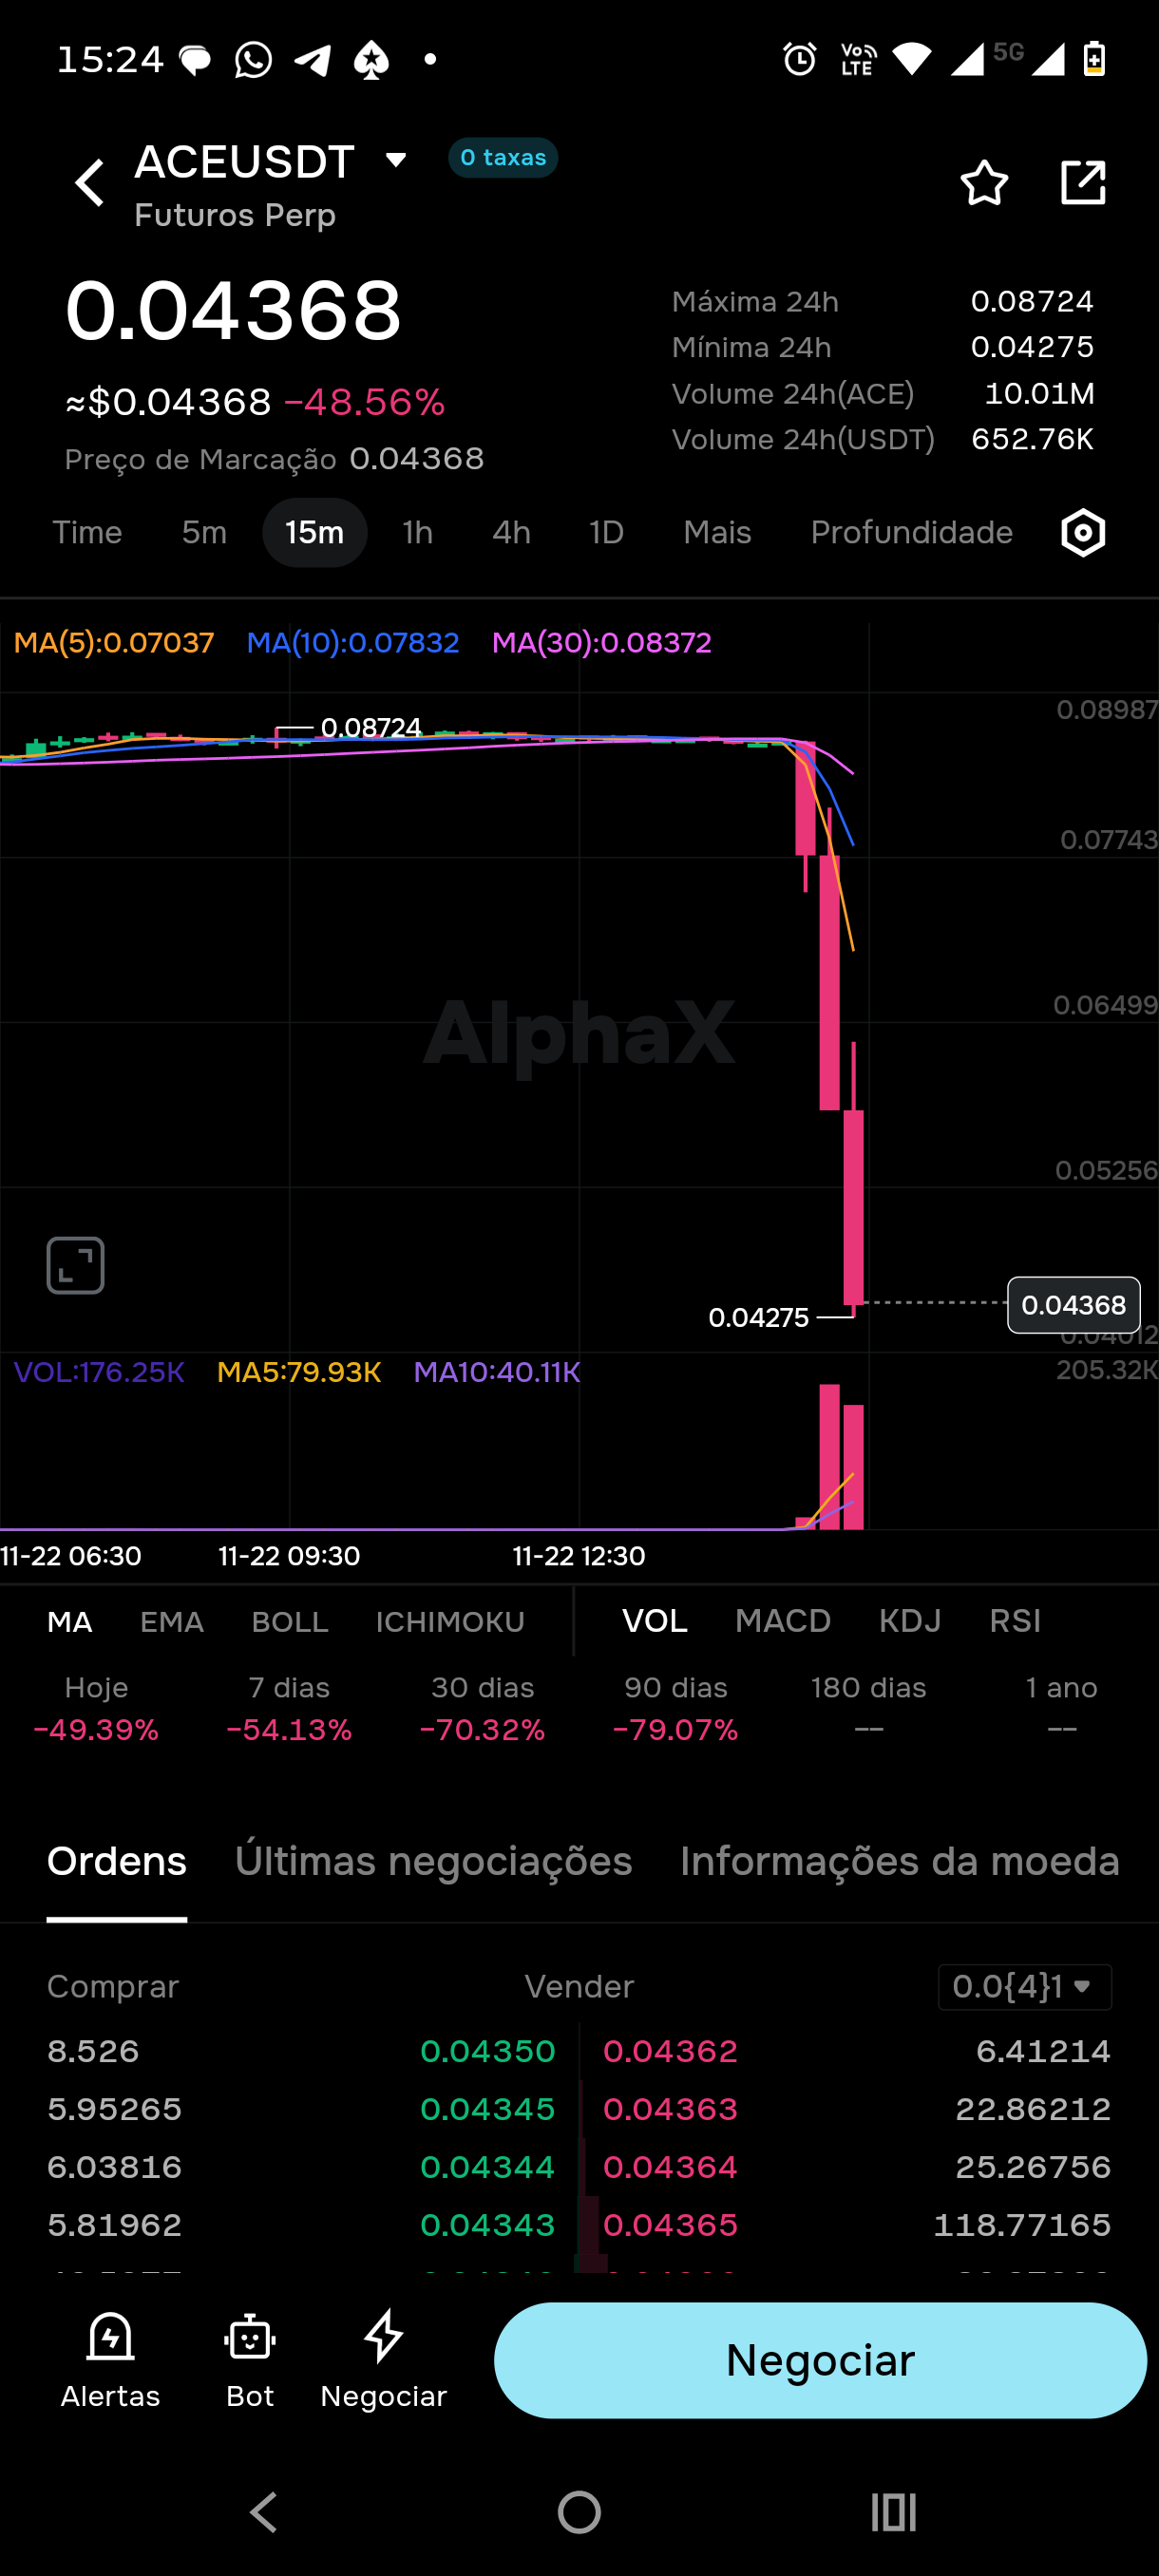 15:24
VoLTE 5G
ACEUSDT 0 taxas
Futuros Perp
0.04368
≈$0.04368 -48.56%
Preço de Marcação 0.04368
Máxima 24h 0.08724
Mínima 24h 0.04275
Volume 24h(ACE) 10.01M
Volume 24h(USDT) 652.76K
Time 5m 15m 1h 4h 1D Mais Profundidade
MA(5):0.07037 MA(10):0.07832 MA(30):0.08372
0.08987
0.08724
0.07743
0.06499
AlphaX
0.05256
0.04368
0.04275
0.04012
VOL:176.25K MA5:79.93K MA10:40.11K 205.32K
11-22 06:30 11-22 09:30 11-22 12:30
MA EMA BOLL ICHIMOKU VOL MACD KDJ RSI
Hoje 7 dias 30 dias 90 dias 180 dias 1 ano
-49.39% -54.13% -70.32% -79.07% -- --
Ordens Últimas negociações Informações da moeda
Comprar Vender 0.0{4}1
8.526 0.04350 0.04362 6.41214
5.95265 0.04345 0.04363 22.86212
6.03816 0.04344 0.04364 25.26756
5.81962 0.04343 0.04365 118.77165
Alertas Bot Negociar Negociar